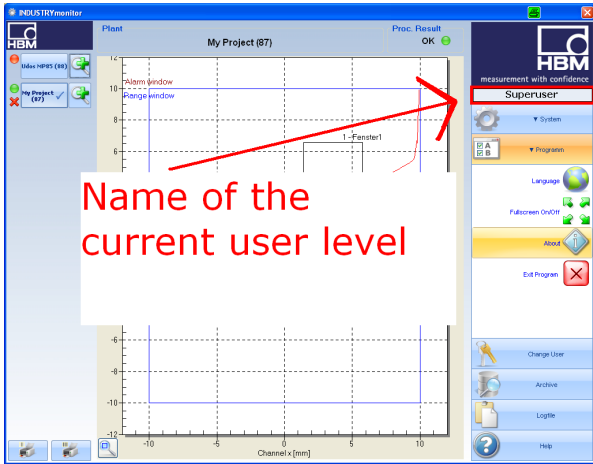 INDUSTRYmonitor
HBM
Plant
My Project (87)
Proc. Result
OK
HBM
measurement with confidence
Superuser
Udos MP85 (88)
My Project
(87)
12
10
8
6
-6
-8
-10
-12
Alarm window
Range window
1 - Fenster1
Name of the
current user level
-10
-5
0
5
10
Channel x [mm]
▼ System
A
B
▼ Programm
Language
Fullscreen On/Off
About
Exit Program
Change User
Archive
Logfile
Help